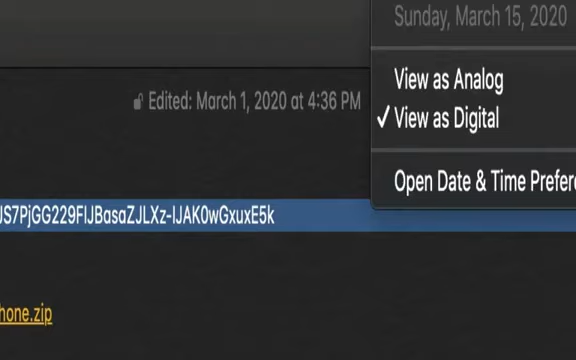 Sunday, March 15, 2020
View as Analog
Edited: March 1, 2020 at 4:36 PM
✓ View as Digital
Open Date & Time Prefere
JS7PjGG229FIJBasaZJLXz-IJAK0wGxuxE5k
hone.zip